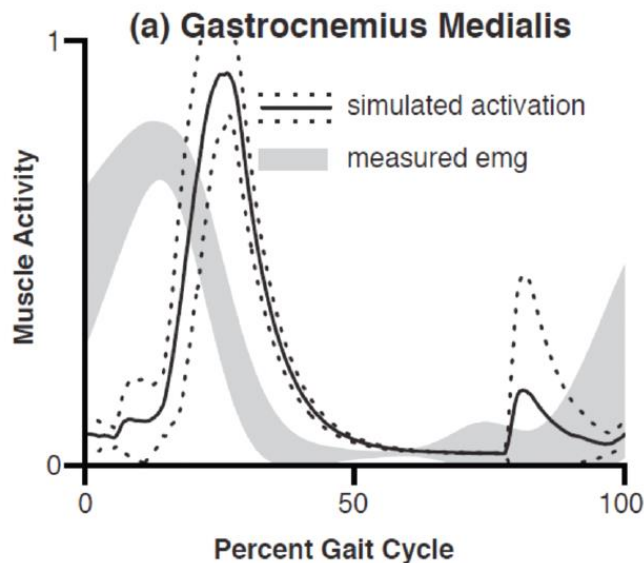 (a) Gastrocnemius Medialis
1
simulated activation
measured emg
Muscle Activity
0
0
50
100
Percent Gait Cycle